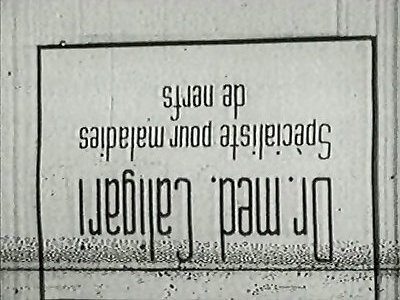 Dr. med. Caligari
Spécialiste pour maladies
de nerfs